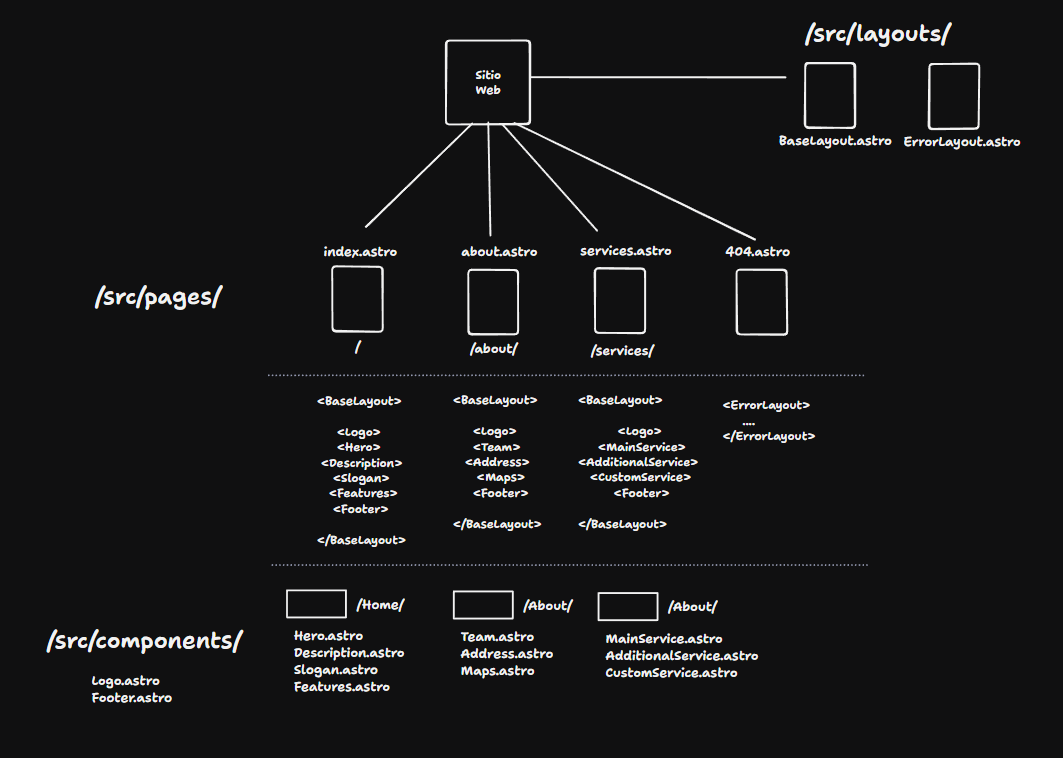 /src/layouts/
Sitio
Web
BaseLayout.astro
ErrorLayout.astro
index.astro
about.astro
services.astro
404.astro
/src/pages/
/
/about/
/services/
<BaseLayout>
<Logo>
<Hero>
<Description>
<Slogan>
<Features>
<Footer>
</BaseLayout>
<BaseLayout>
<Logo>
<Team>
<Address>
<Maps>
<Footer>
</BaseLayout>
<BaseLayout>
<Logo>
<MainService>
<AdditionalService>
<CustomService>
<Footer>
</BaseLayout>
<ErrorLayout>
....
</ErrorLayout>
/src/components/
Logo.astro
Footer.astro
/Home/
Hero.astro
Description.astro
Slogan.astro
Features.astro
/About/
Team.astro
Address.astro
Maps.astro
/About/
MainService.astro
AdditionalService.astro
CustomService.astro